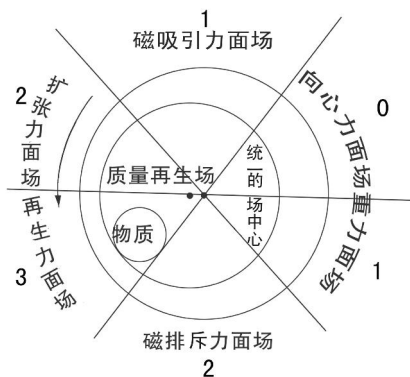 1
磁吸引力面场
2
扩张力面场
向心力面场
0
质量再生场
统一的场中心
物质
再生力面场
3
重力面场
1
磁排斥力面场
2